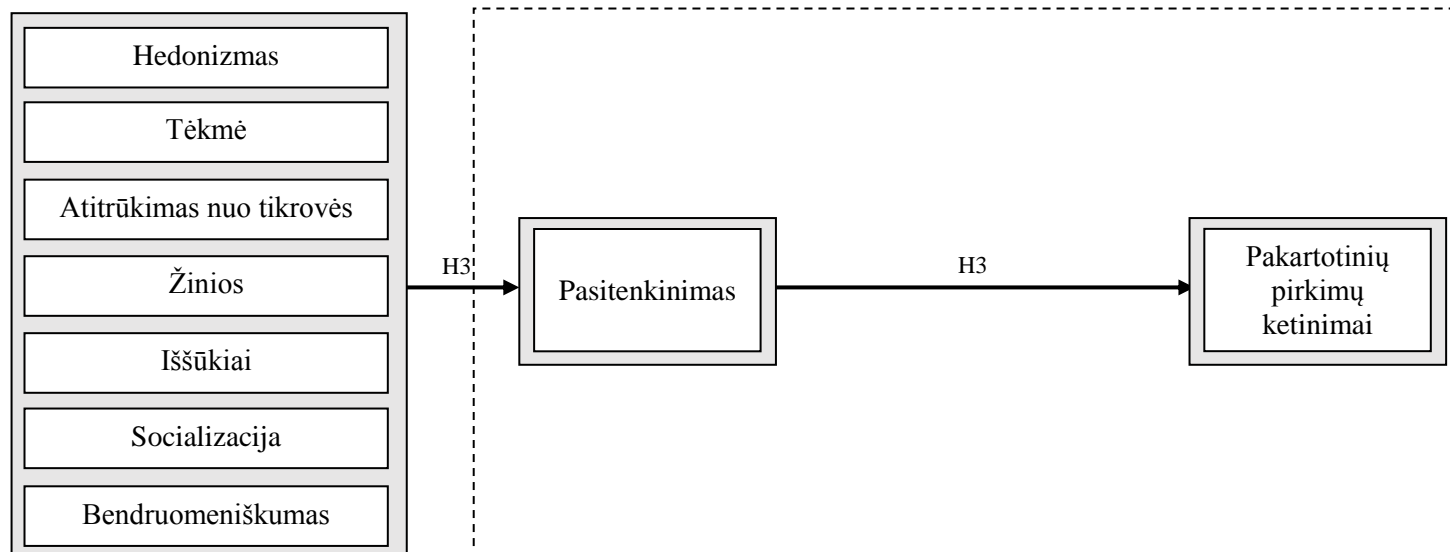 Hedonizmas
Tėkmė
Atitrūkimas nuo tikrovės
Žinios
Iššūkiai
Socializacija
Bendruomeniškumas
H3
Pasitenkinimas
H3
Pakartotinių
pirkimų
ketinimai